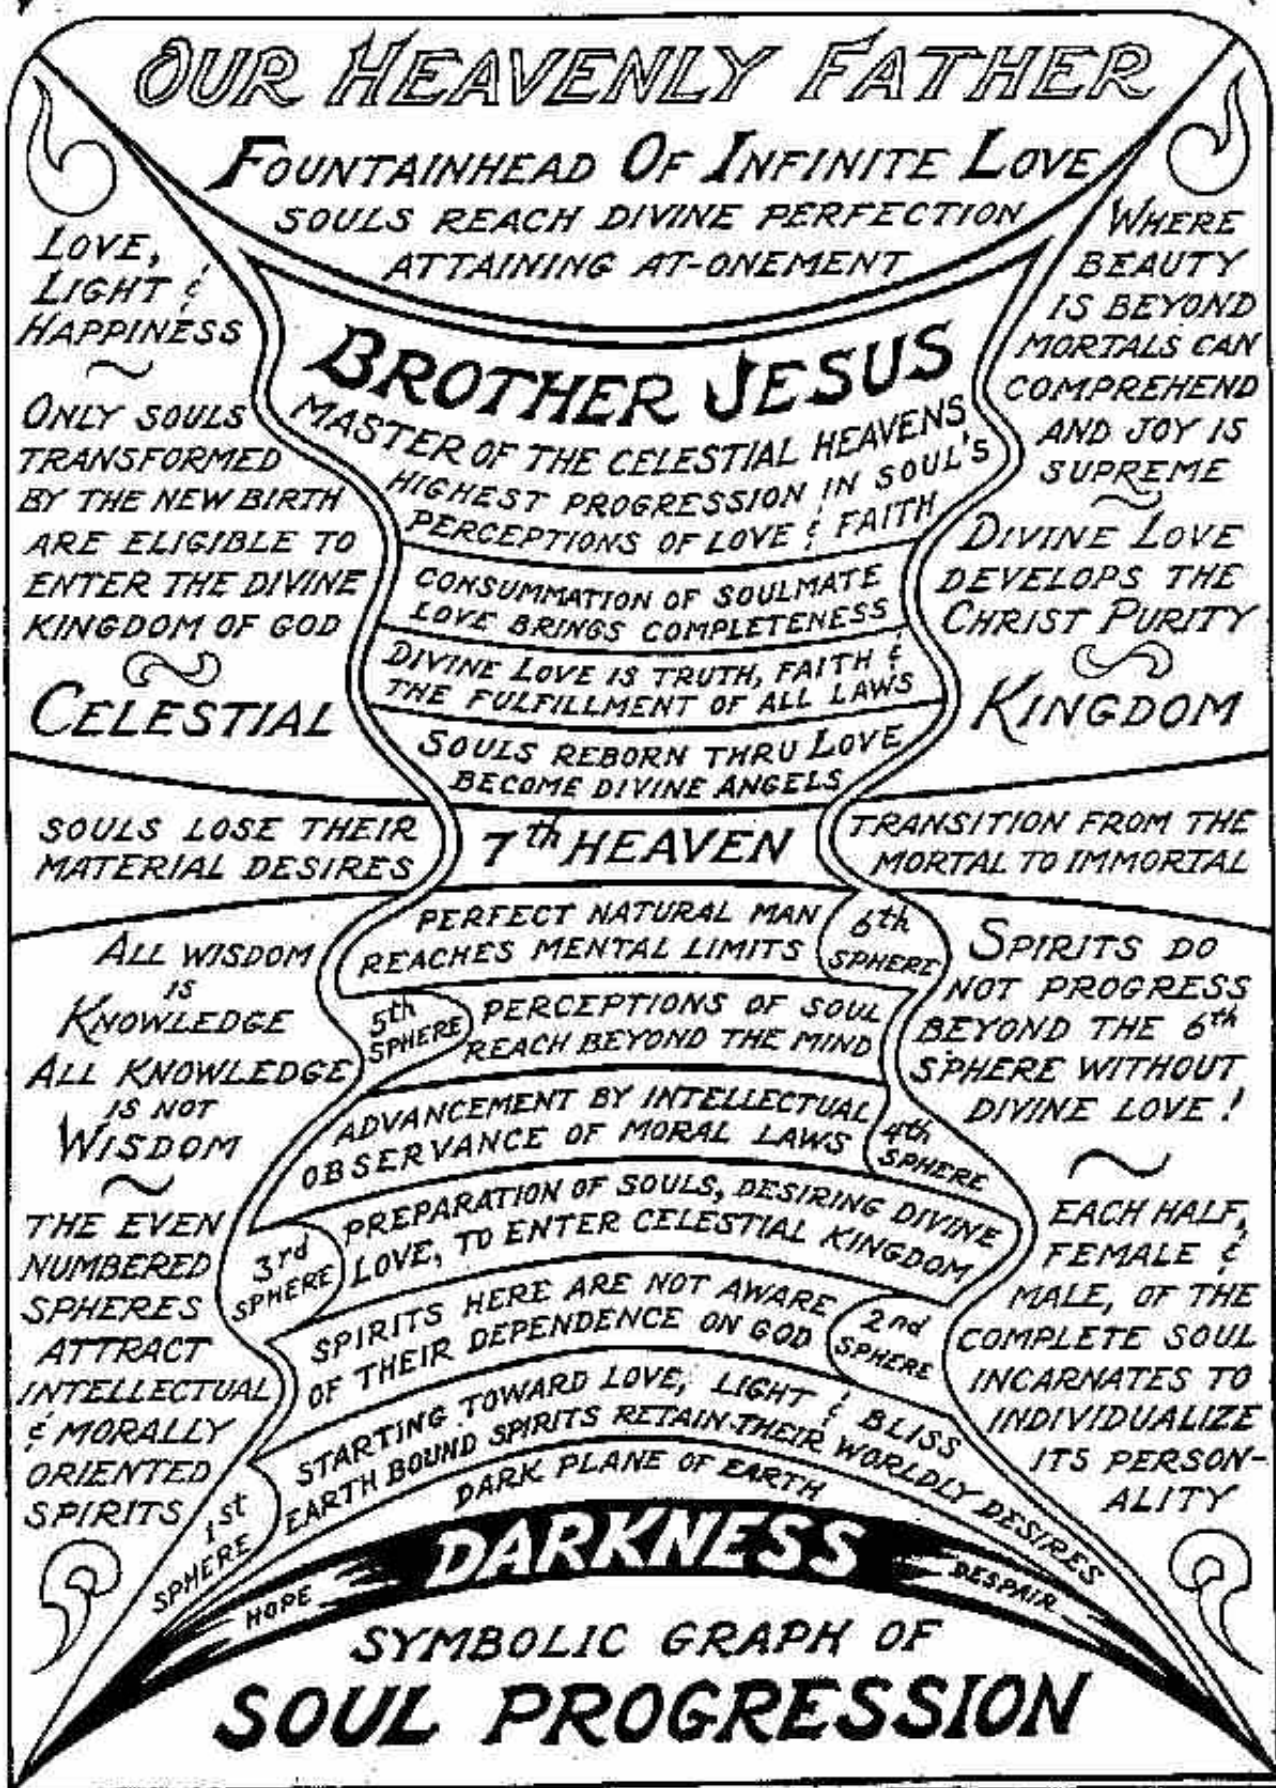 OUR HEAVENLY FATHER
FOUNTAINHEAD OF INFINITE LOVE
SOULS REACH DIVINE PERFECTION
ATTAINING AT-ONEMENT
LOVE,
LIGHT &
HAPPINESS
ONLY SOULS
TRANSFORMED
BY THE NEW BIRTH
ARE ELIGIBLE TO
ENTER THE DIVINE
KINGDOM OF GOD
CELESTIAL
WHERE
BEAUTY
IS BEYOND
MORTALS CAN
COMPREHEND
AND JOY IS
SUPREME
DIVINE LOVE
DEVELOPS THE
CHRIST PURITY
KINGDOM
BROTHER JESUS
MASTER OF THE CELESTIAL HEAVENS,
HIGHEST PROGRESSION IN SOUL'S
PERCEPTIONS OF LOVE & FAITH
CONSUMMATION OF SOULMATE
LOVE BRINGS COMPLETENESS
DIVINE LOVE IS TRUTH, FAITH &
THE FULFILLMENT OF ALL LAWS
SOULS REBORN THRU LOVE
BECOME DIVINE ANGELS
SOULS LOSE THEIR
MATERIAL DESIRES
7th HEAVEN
TRANSITION FROM THE
MORTAL TO IMMORTAL
ALL WISDOM
IS
KNOWLEDGE
ALL KNOWLEDGE
IS NOT
WISDOM
THE EVEN
NUMBERED
SPHERES
ATTRACT
INTELLECTUAL
& MORALLY
ORIENTED
SPIRITS
PERFECT NATURAL MAN
REACHES MENTAL LIMITS
6th
SPHERE
5th
SPHERE
PERCEPTIONS OF SOUL
REACH BEYOND THE MIND
ADVANCEMENT BY INTELLECTUAL
OBSERVANCE OF MORAL LAWS
4th
SPHERE
3rd
SPHERE
PREPARATION OF SOULS, DESIRING DIVINE
LOVE, TO ENTER CELESTIAL KINGDOM
SPIRITS HERE ARE NOT AWARE
OF THEIR DEPENDENCE ON GOD
2nd
SPHERE
1st
SPHERE
STARTING TOWARD LOVE, LIGHT & BLISS
EARTH BOUND SPIRITS RETAIN THEIR WORLDLY DESIRES
DARK PLANE OF EARTH
SPIRITS DO
NOT PROGRESS
BEYOND THE 6th
SPHERE WITHOUT
DIVINE LOVE!
EACH HALF,
FEMALE &
MALE, OF THE
COMPLETE SOUL
INCARNATES TO
INDIVIDUALIZE
ITS PERSON-
ALITY
HOPE
DARKNESS
DESPAIR
SYMBOLIC GRAPH OF
SOUL PROGRESSION